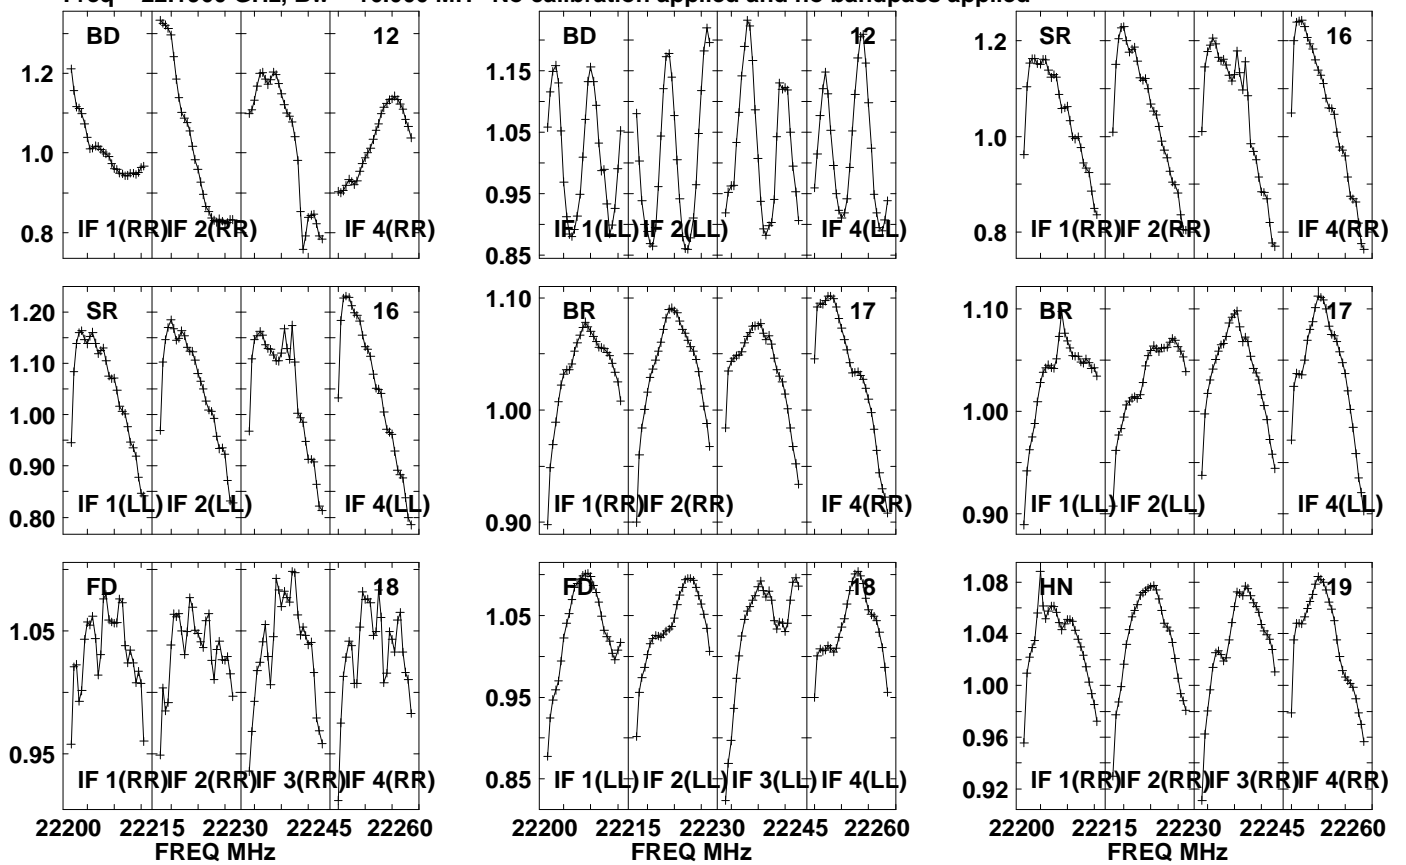 BD 12 BD 12 SR 16
1.2 1.15 1.2
1.0 1.05 1.0
0.95
0.8 0.85 0.8
IF 1(RR) IF 2(RR) IF 4(RR) IF 1(LL) IF 2(LL) IF 4(LL) IF 1(RR) IF 2(RR) IF 4(RR)
SR 16 BR 17 BR 17
1.20 1.10 1.10
1.10
1.00 1.00 1.00
0.90
0.80 0.90 0.90
IF 1(LL) IF 2(LL) IF 4(LL) IF 1(RR) IF 2(RR) IF 4(RR) IF 1(LL) IF 2(LL) IF 4(LL)
FD 18 FD 18 HN 19
1.05 1.05 1.08
1.04
0.95 0.95 1.00
0.96
0.85 0.92
IF 1(RR) IF 2(RR) IF 3(RR) IF 4(RR) IF 1(LL) IF 2(LL) IF 3(LL) IF 4(LL) IF 1(RR) IF 2(RR) IF 3(RR) IF 4(RR)
22200 22215 22230 22245 22260 22200 22215 22230 22245 22260 22200 22215 22230 22245 22260
FREQ MHz FREQ MHz FREQ MHz